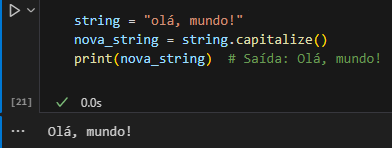 string = "olá, mundo!"
nova_string = string.capitalize()
print(nova_string)  # Saída: Olá, mundo!
[21] ✓ 0.0s
... Olá, mundo!